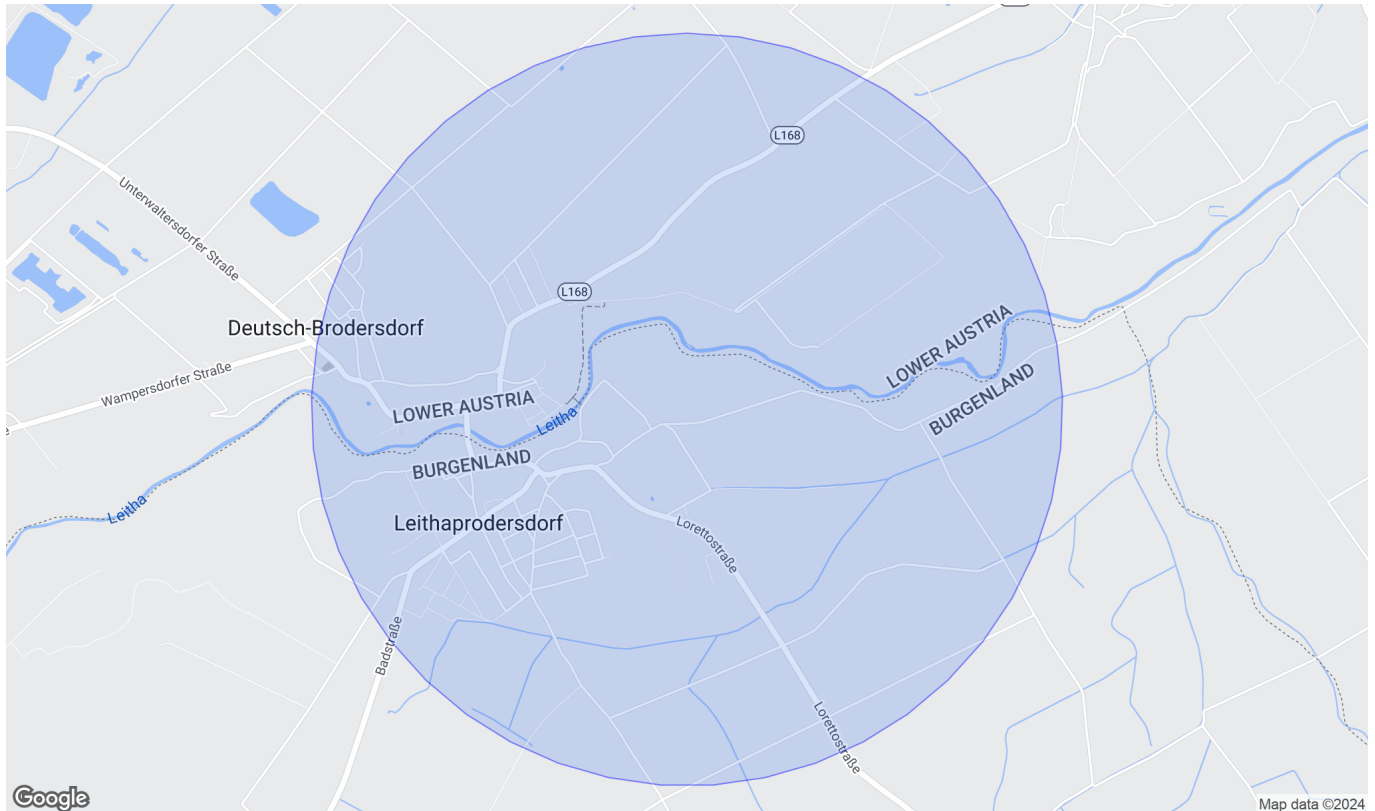 L168
Unterwaltersdorfer Straße
L168
Deutsch-Brodersdorf
LOWER AUSTRIA
Wampersdorfer Straße
BURGENLAND
LOWER AUSTRIA
Leitha
BURGENLAND
Leitha
Leithaprodersdorf
Lorettostraße
Badstraße
Lorettostraße
Google
Map data ©2024